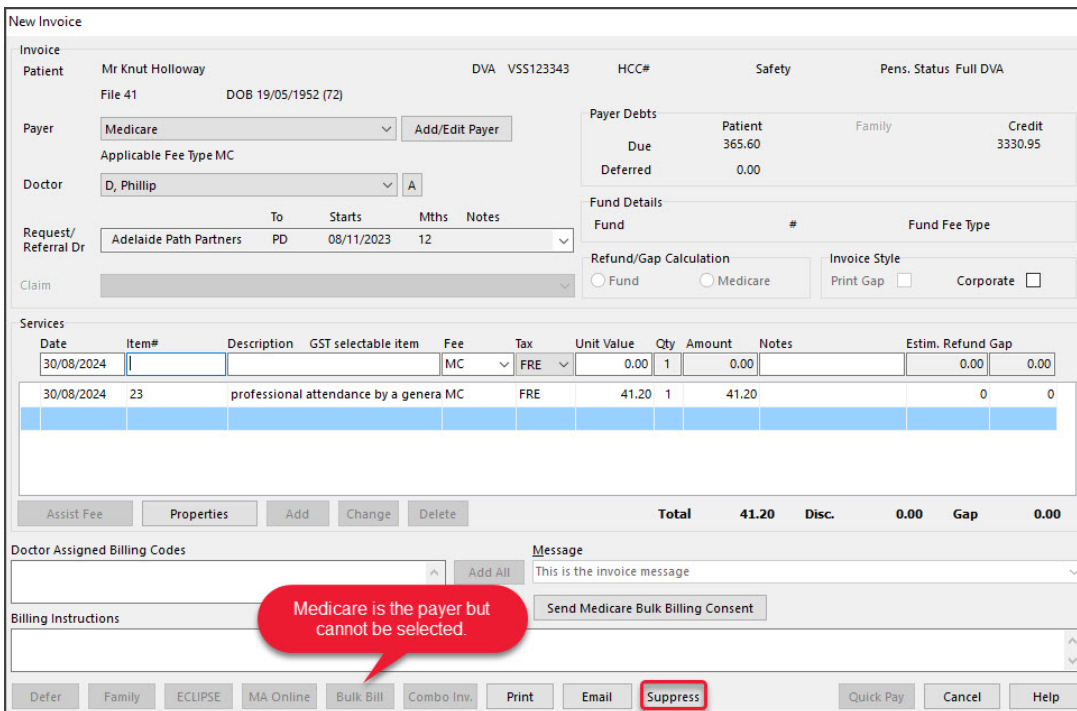 New Invoice
Invoice
Patient Mr Knut Holloway DVA VSS123343 HCC# Safety Pens. Status Full DVA
File 41 DOB 19/05/1952 (72)
Payer Medicare Add/Edit Payer
Applicable Fee Type MC
Doctor D, Phillip A
To Starts Mths Notes
Request/
Referral Dr Adelaide Path Partners PD 08/11/2023 12
Claim
Payer Debts
Patient Family Credit
Due 365.60 3330.95
Deferred 0.00
Fund Details
Fund # Fund Fee Type
Refund/Gap Calculation
Fund Medicare
Invoice Style
Print Gap Corporate
Services
Date Item# Description GST selectable item Fee Tax Unit Value Qty Amount Notes Estim. Refund Gap
30/08/2024 MC FRE 0.00 1 0.00 0.00 0.00
30/08/2024 23 professional attendance by a genera MC FRE 41.20 1 41.20 0 0
Assist Fee Properties Add Change Delete Total 41.20 Disc. 0.00 Gap 0.00
Doctor Assigned Billing Codes
Add All
Message
This is the invoice message
Send Medicare Bulk Billing Consent
Billing Instructions
Medicare is the payer but
cannot be selected.
Defer Family ECLIPSE MA Online Bulk Bill Combo Inv. Print Email Suppress Quick Pay Cancel Help